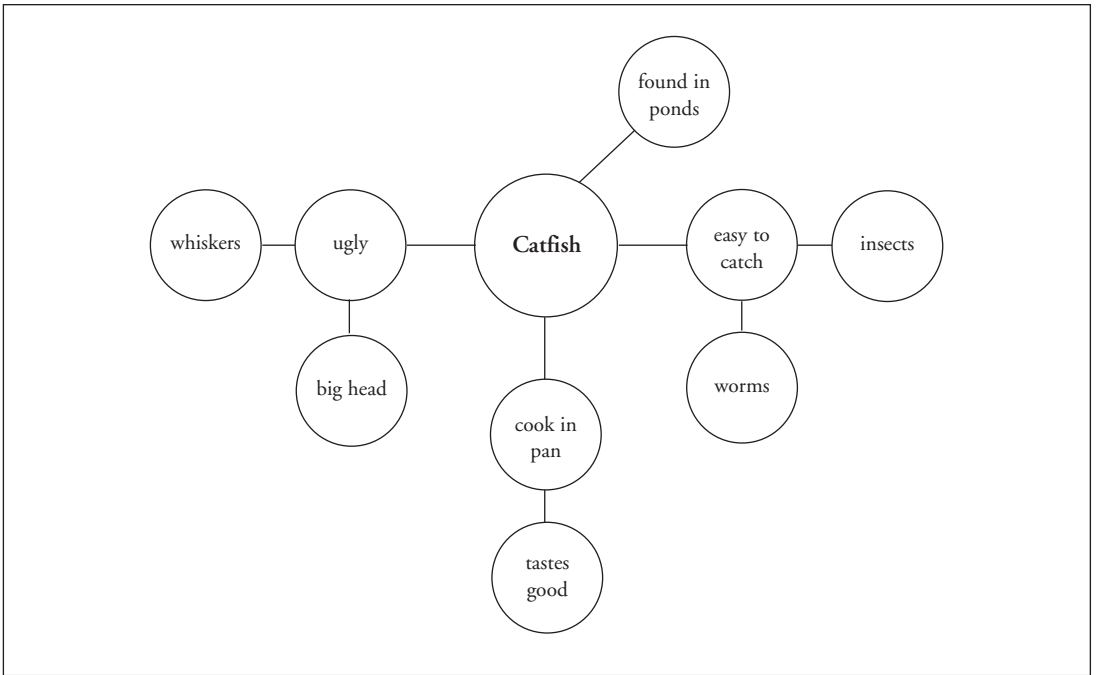 found in
ponds
whiskers
ugly
Catfish
easy to
catch
insects
big head
worms
cook in
pan
tastes
good